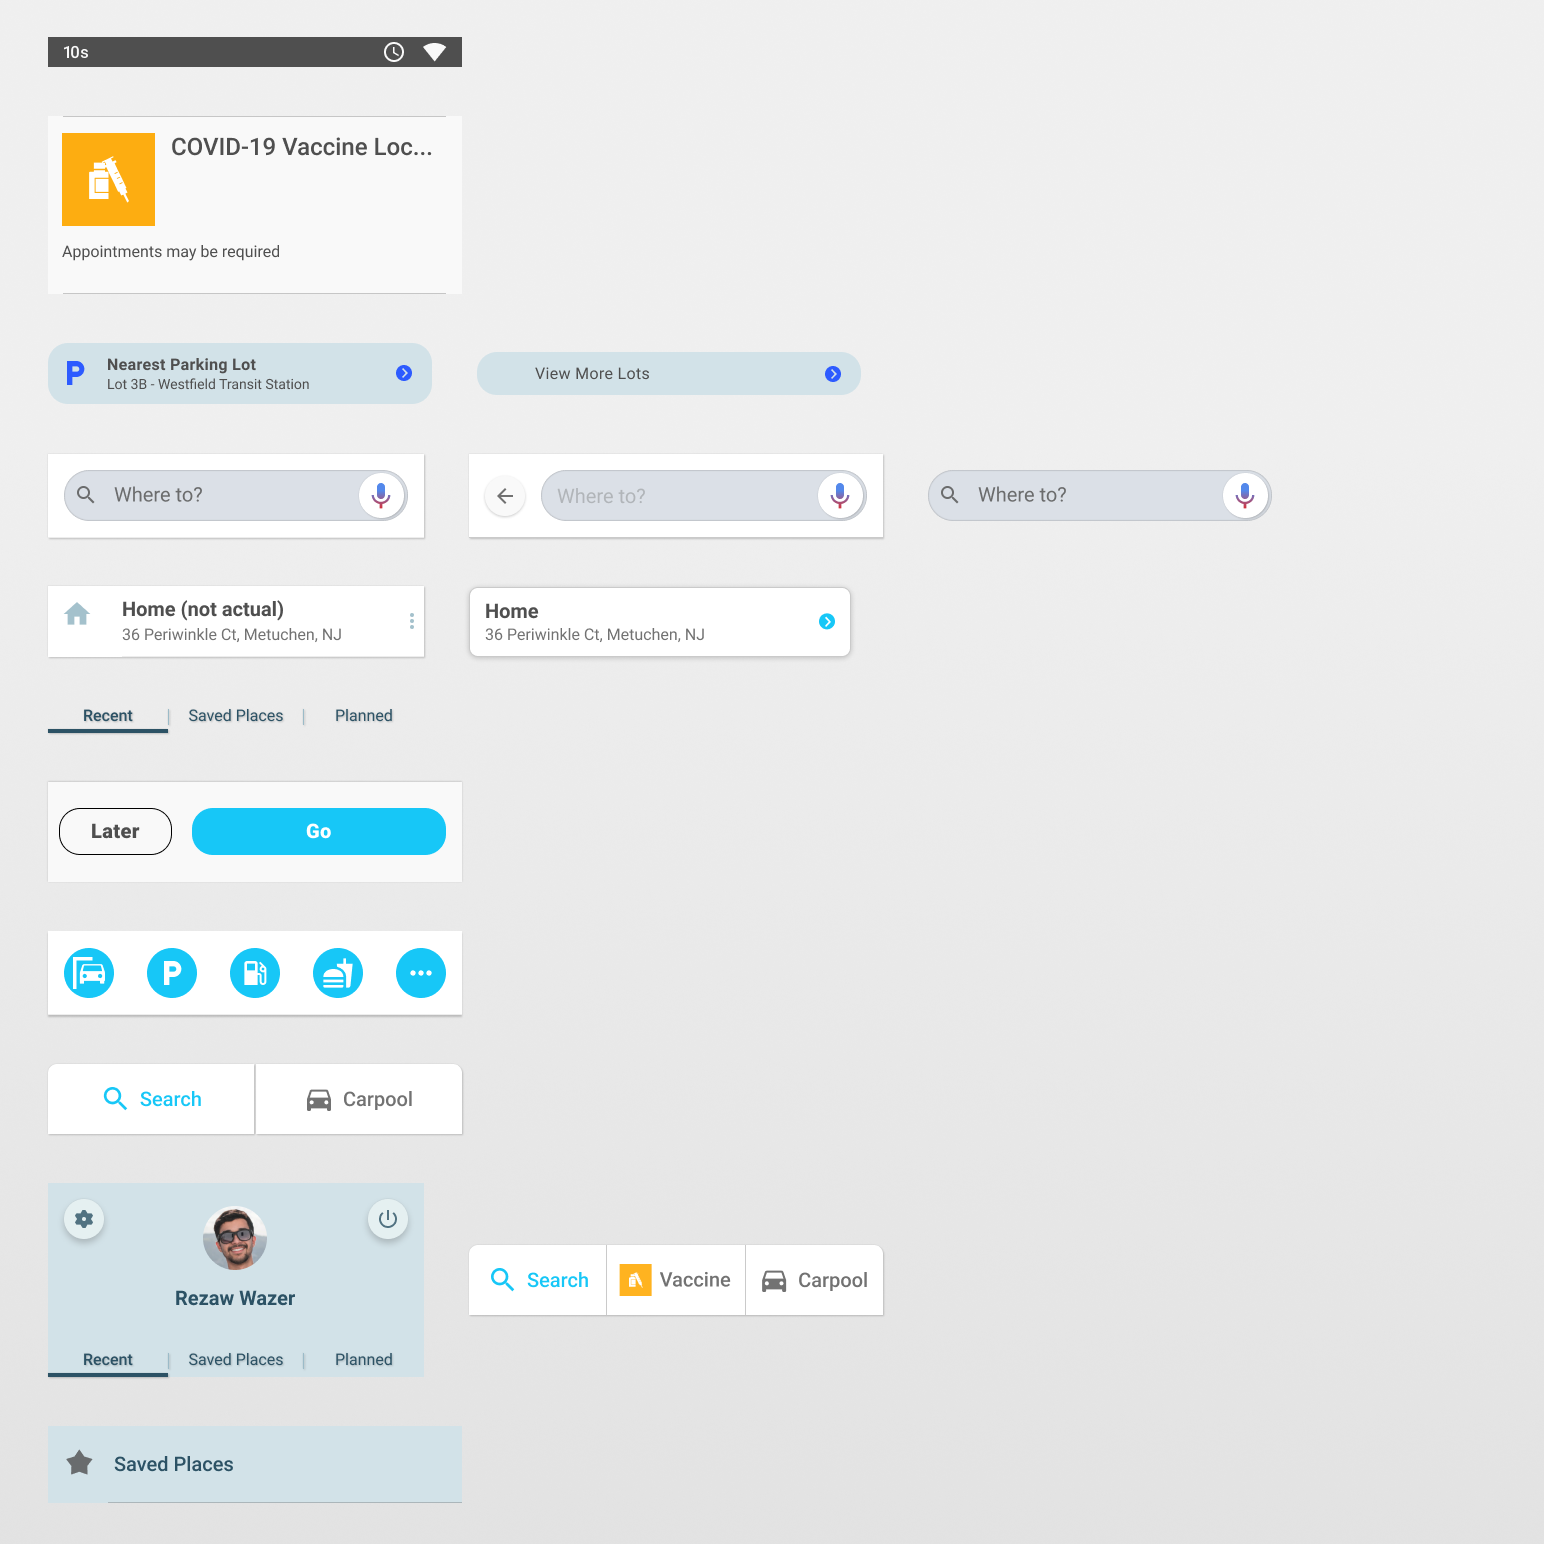 10s
COVID-19 Vaccine Loc...
Appointments may be required
P
Nearest Parking Lot
Lot 3B - Westfield Transit Station
View More Lots
Where to?
Where to?
Where to?
Home (not actual)
36 Periwinkle Ct, Metuchen, NJ
Home
36 Periwinkle Ct, Metuchen, NJ
Recent
Saved Places
Planned
Later
Go
P
Search
Carpool
Rezaw Wazer
Recent
Saved Places
Planned
Search
Vaccine
Carpool
Saved Places